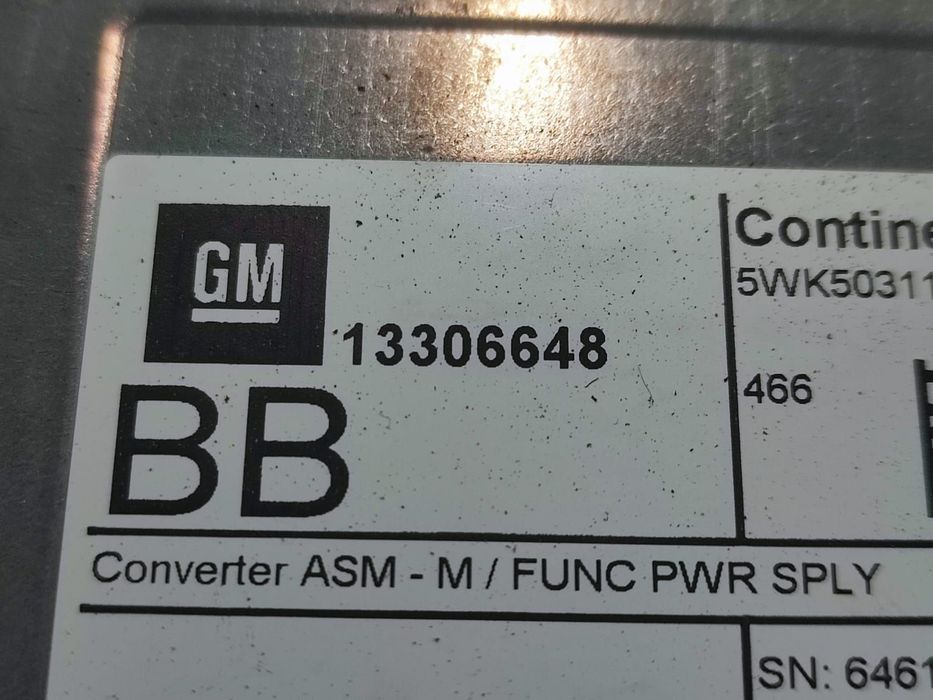 GM
13306648
BB
Contine
5WK50311
466
Converter ASM - M / FUNC PWR SPLY
SN: 6461